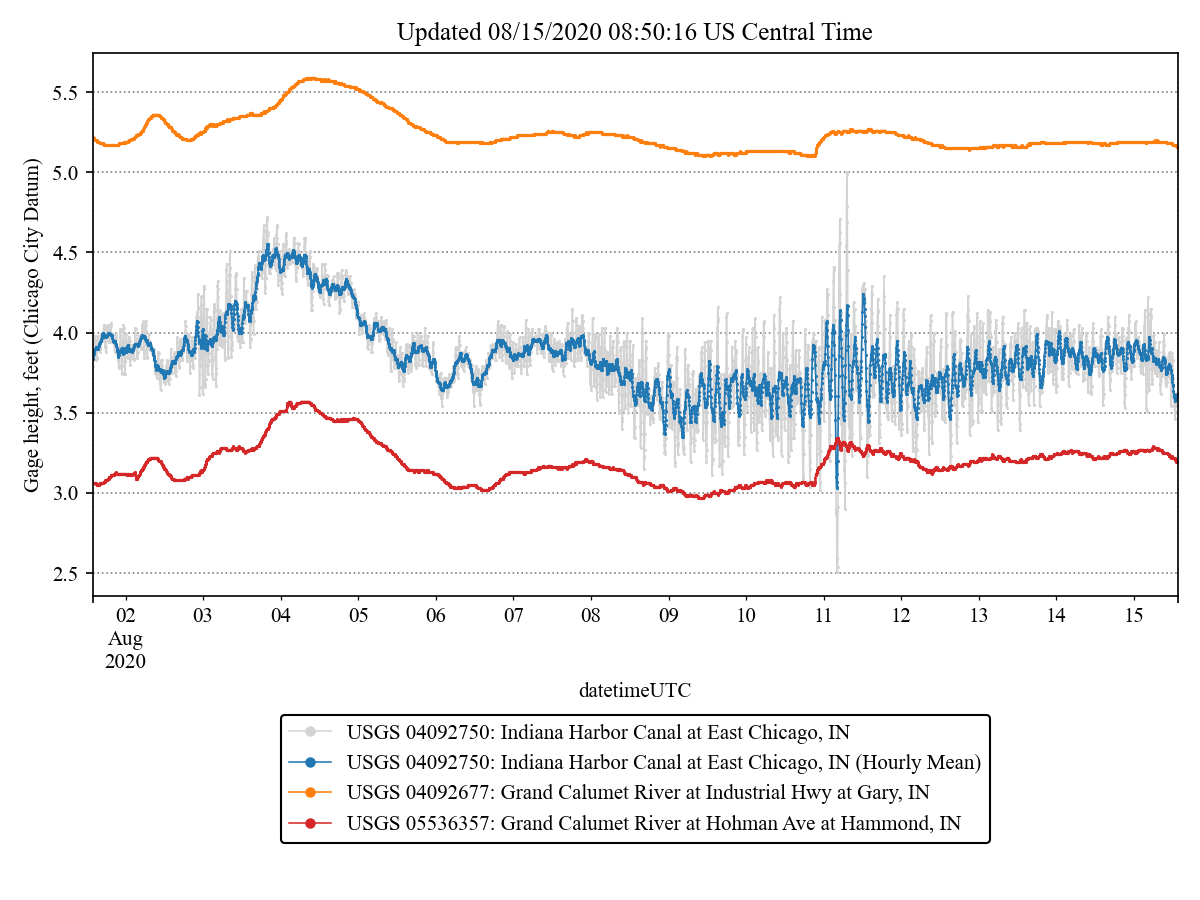 Updated 08/15/2020 08:50:16 US Central Time
Gage height, feet (Chicago City Datum)
5.5
5.0
4.5
4.0
3.5
3.0
2.5
02 03 04 05 06 07 08 09 10 11 12 13 14 15
Aug
2020
datetimeUTC
USGS 04092750: Indiana Harbor Canal at East Chicago, IN
USGS 04092750: Indiana Harbor Canal at East Chicago, IN (Hourly Mean)
USGS 04092677: Grand Calumet River at Industrial Hwy at Gary, IN
USGS 05536357: Grand Calumet River at Hohman Ave at Hammond, IN